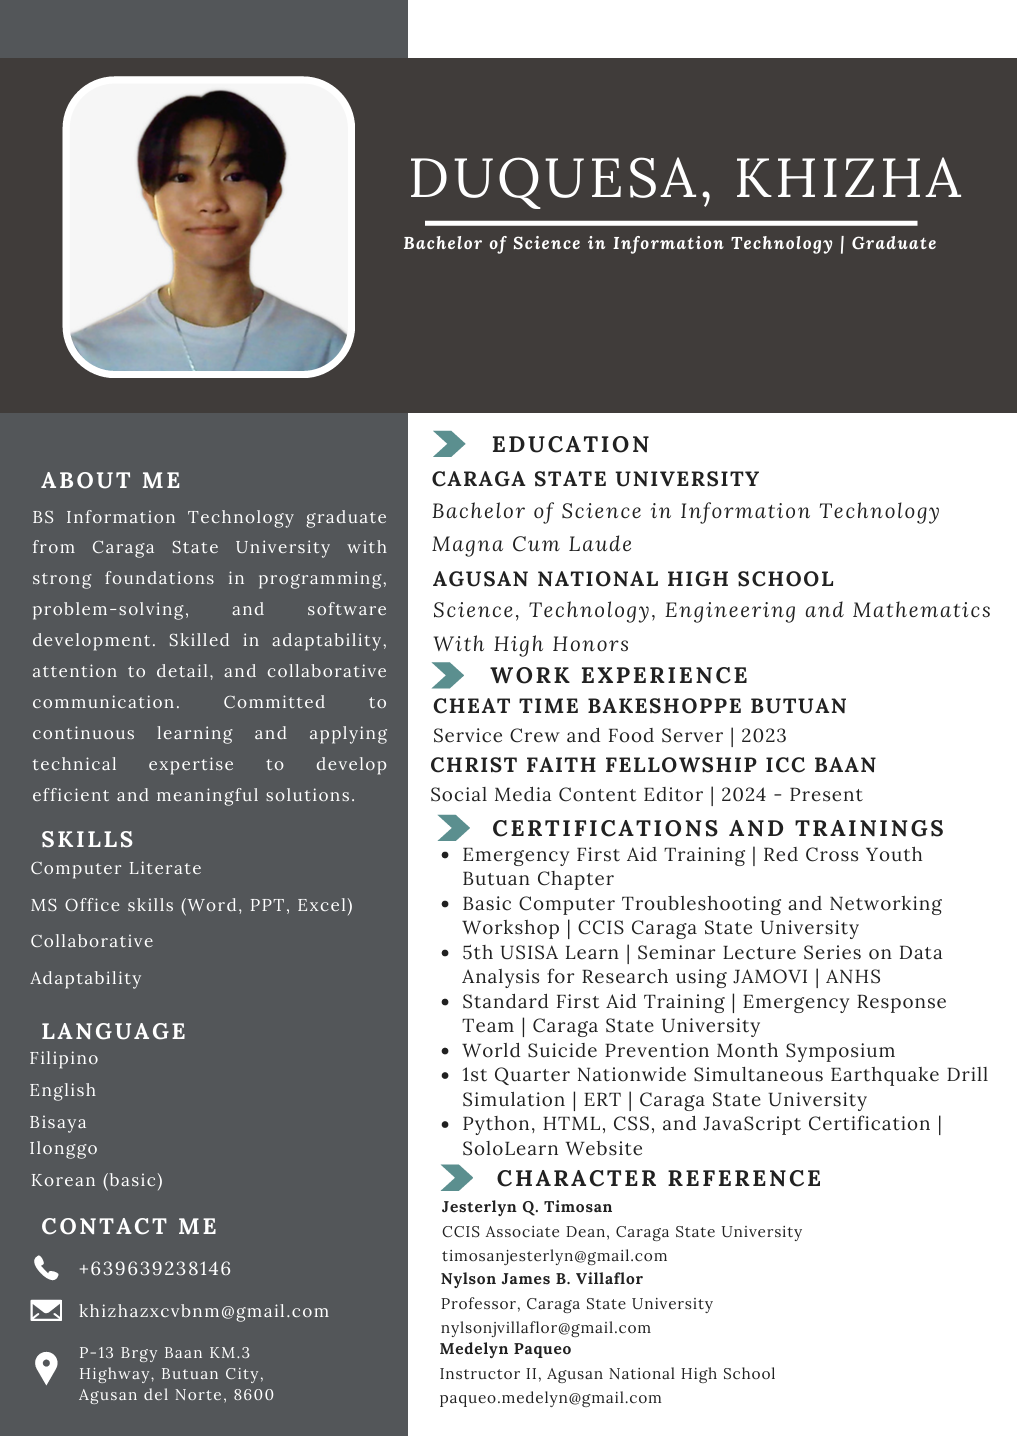 DUQUESA, KHIZHA
Bachelor of Science in Information Technology | Graduate
ABOUT ME
BS Information Technology graduate
from Caraga State University with
strong foundations in programming,
problem-solving, and software
development. Skilled in adaptability,
attention to detail, and collaborative
communication. Committed to
continuous learning and applying
technical expertise to develop
efficient and meaningful solutions.
SKILLS
Computer Literate
MS Office skills (Word, PPT, Excel)
Collaborative
Adaptability
LANGUAGE
Filipino
English
Bisaya
Ilonggo
Korean (basic)
CONTACT ME
+639639238146
khizhazxcvbnm@gmail.com
P-13 Brgy Baan KM.3
Highway, Butuan City,
Agusan del Norte, 8600
EDUCATION
CARAGA STATE UNIVERSITY
Bachelor of Science in Information Technology
Magna Cum Laude
AGUSAN NATIONAL HIGH SCHOOL
Science, Technology, Engineering and Mathematics
With High Honors
WORK EXPERIENCE
CHEAT TIME BAKESHOPPE BUTUAN
Service Crew and Food Server | 2023
CHRIST FAITH FELLOWSHIP ICC BAAN
Social Media Content Editor | 2024 - Present
CERTIFICATIONS AND TRAININGS
• Emergency First Aid Training | Red Cross Youth
Butuan Chapter
• Basic Computer Troubleshooting and Networking
Workshop | CCIS Caraga State University
• 5th USISA Learn | Seminar Lecture Series on Data
Analysis for Research using JAMOVI | ANHS
• Standard First Aid Training | Emergency Response
Team | Caraga State University
• World Suicide Prevention Month Symposium
• 1st Quarter Nationwide Simultaneous Earthquake Drill
Simulation | ERT | Caraga State University
• Python, HTML, CSS, and JavaScript Certification |
SoloLearn Website
CHARACTER REFERENCE
Jesterlyn Q. Timosan
CCIS Associate Dean, Caraga State University
timosanjesterlyn@gmail.com
Nylson James B. Villaflor
Professor, Caraga State University
nylsonjvillaflor@gmail.com
Medelyn Paqueo
Instructor II, Agusan National High School
paqueo.medelyn@gmail.com